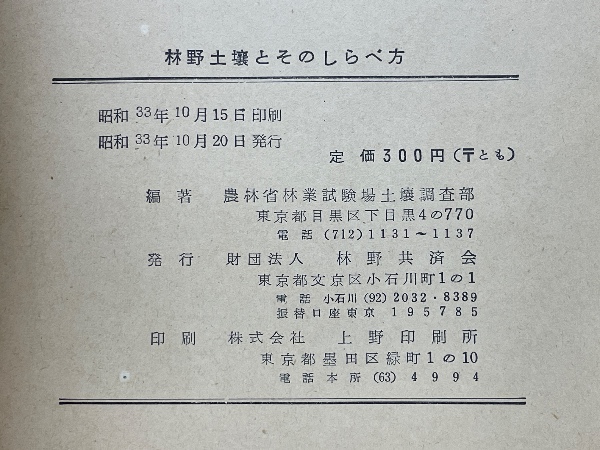 林野土壌とそのしらべ方
昭和 33年 10月15日 印刷
昭和 33年 10月20日 発行
定 価 300円(〒とも)
編 著 農林省林業試験場土壌調査部
東京都目黒区下目黒4の770
電 話 (712) 1131～1137
発 行 財団法人 林野共済会
東京都文京区小石川町1の1
電 話 小石川 (92) 2032・8389
振替口座東京 195785
印 刷 株式会社 上野印刷所
東京都墨田区緑町1の10
電 話 本 所 (63) 4994